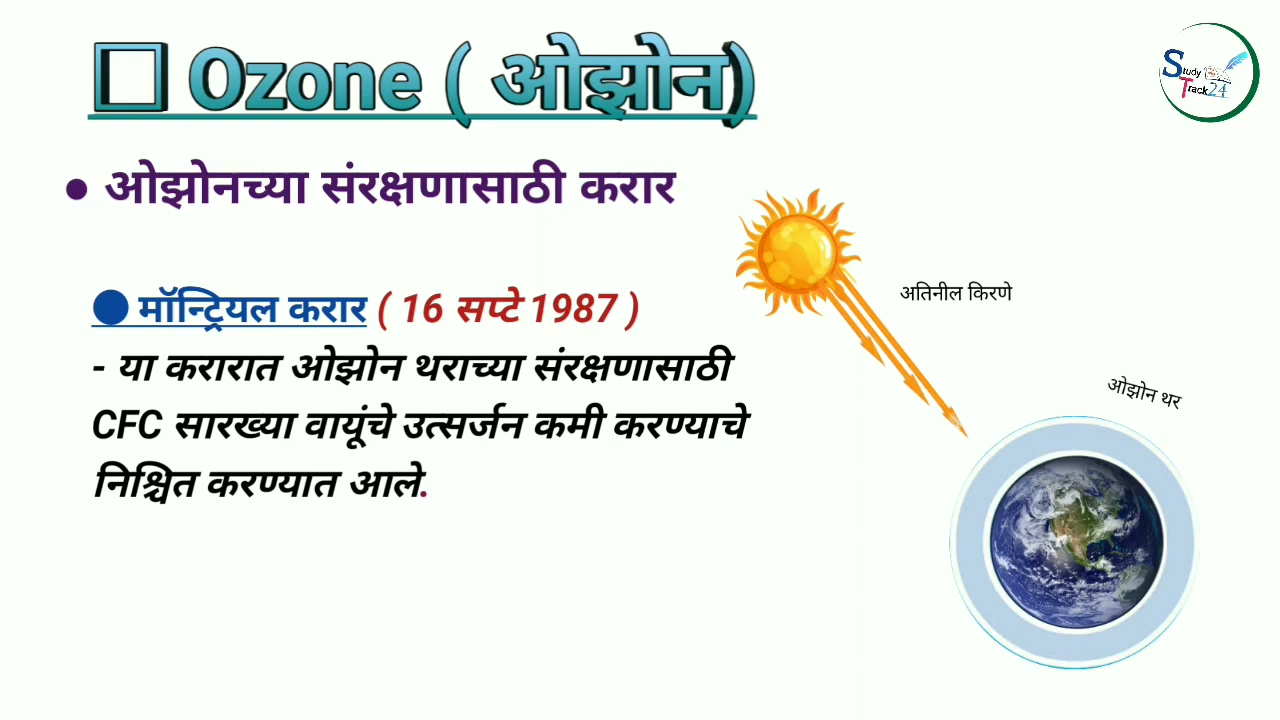 □ Ozone ( ओझोन)
Study Track24
• ओझोनच्या संरक्षणासाठी करार
अतिनील किरणे
● मॉन्ट्रियल करार ( 16 सप्टे 1987 )
- या करारात ओझोन थराच्या संरक्षणासाठी
ओझोन थर
CFC सारख्या वायूंचे उत्सर्जन कमी करण्याचे
निश्चित करण्यात आले.